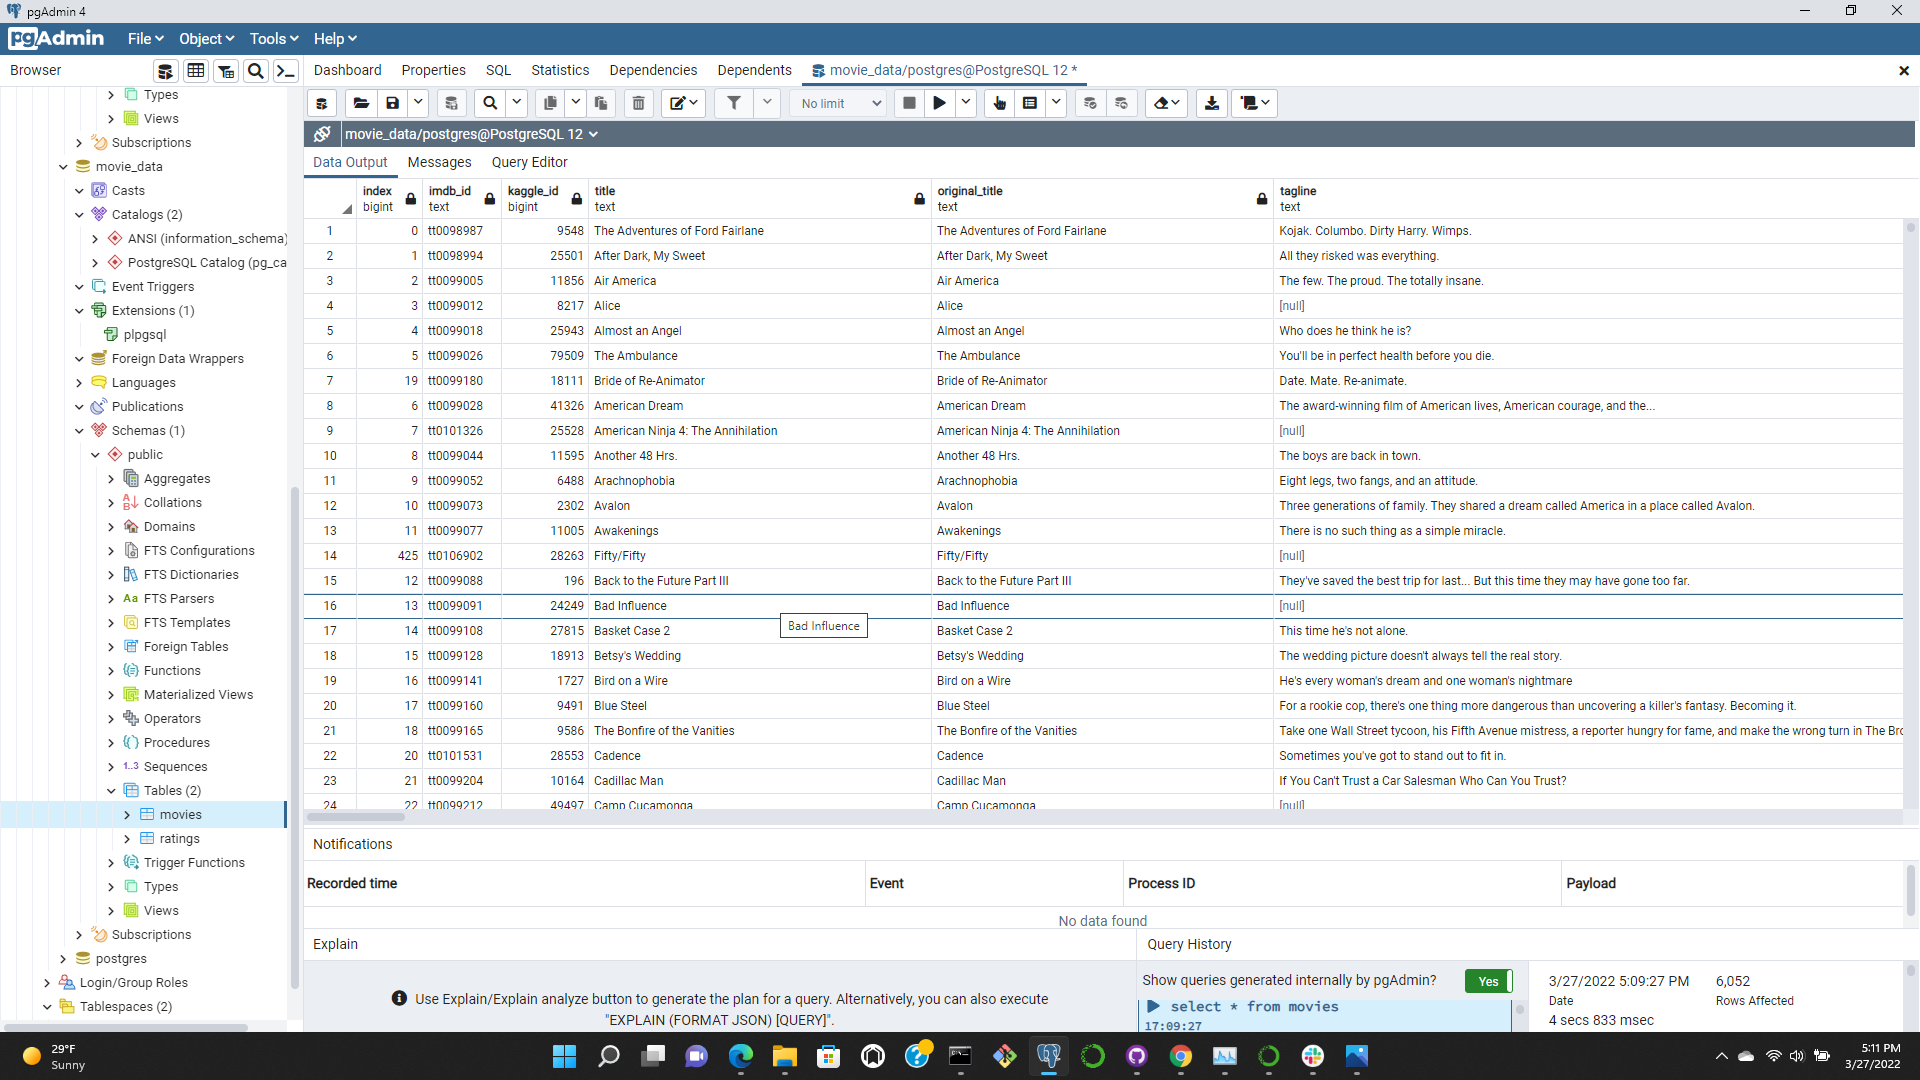 pgAdmin 4
pgAdmin File Object Tools Help
Browser
Dashboard Properties SQL Statistics Dependencies Dependents movie_data/postgres@PostgreSQL 12 *
No limit
movie_data/postgres@PostgreSQL 12
Types
Views
Subscriptions
movie_data
Casts
Catalogs (2)
ANSI (information_schema)
PostgreSQL Catalog (pg_ca
Event Triggers
Extensions (1)
plpgsql
Foreign Data Wrappers
Languages
Publications
Schemas (1)
public
Aggregates
Collations
Domains
FTS Configurations
FTS Dictionaries
FTS Parsers
FTS Templates
Foreign Tables
Functions
Materialized Views
Operators
Procedures
1..3 Sequences
Tables (2)
movies
ratings
Trigger Functions
Types
Views
Subscriptions
postgres
Login/Group Roles
Tablespaces (2)
Data Output Messages Query Editor
index imdb_id kaggle_id title original_title tagline
bigint text bigint text text text
1 0 tt0098987 9548 The Adventures of Ford Fairlane The Adventures of Ford Fairlane Kojak. Columbo. Dirty Harry. Wimps.
2 1 tt0098994 25501 After Dark, My Sweet After Dark, My Sweet All they risked was everything.
3 2 tt0099005 11856 Air America Air America The few. The proud. The totally insane.
4 3 tt0099012 8217 Alice Alice [null]
5 4 tt0099018 25943 Almost an Angel Almost an Angel Who does he think he is?
6 5 tt0099026 79509 The Ambulance The Ambulance You'll be in perfect health before you die.
7 19 tt0099180 18111 Bride of Re-Animator Bride of Re-Animator Date. Mate. Re-animate.
8 6 tt0099028 41326 American Dream American Dream The award-winning film of American lives, American courage, and the...
9 7 tt0101326 25528 American Ninja 4: The Annihilation American Ninja 4: The Annihilation [null]
10 8 tt0099044 11595 Another 48 Hrs. Another 48 Hrs. The boys are back in town.
11 9 tt0099052 6488 Arachnophobia Arachnophobia Eight legs, two fangs, and an attitude.
12 10 tt0099073 2302 Avalon Avalon Three generations of family. They shared a dream called America in a place called Avalon.
13 11 tt0099077 11005 Awakenings Awakenings There is no such thing as a simple miracle.
14 425 tt0106902 28263 Fifty/Fifty Fifty/Fifty [null]
15 12 tt0099088 196 Back to the Future Part III Back to the Future Part III They've saved the best trip for last... But this time they may have gone too far.
16 13 tt0099091 24249 Bad Influence Bad Influence [null]
Bad Influence
17 14 tt0099108 27815 Basket Case 2 Basket Case 2 This time he's not alone.
18 15 tt0099128 18913 Betsy's Wedding Betsy's Wedding The wedding picture doesn't always tell the real story.
19 16 tt0099141 1727 Bird on a Wire Bird on a Wire He's every woman's dream and one woman's nightmare
20 17 tt0099160 9491 Blue Steel Blue Steel For a rookie cop, there's one thing more dangerous than uncovering a killer's fantasy. Becoming it.
21 18 tt0099165 9586 The Bonfire of the Vanities The Bonfire of the Vanities Take one Wall Street tycoon, his Fifth Avenue mistress, a reporter hungry for fame, and make the wrong turn in The Bro
22 20 tt0101531 28553 Cadence Cadence Sometimes you've got to stand out to fit in.
23 21 tt0099204 10164 Cadillac Man Cadillac Man If You Can't Trust a Car Salesman Who Can You Trust?
24 22 tt0099212 49497 Camp Cucamonga Camp Cucamonga [null]
Notifications
Recorded time Event Process ID Payload
No data found
Explain
Use Explain/Explain analyze button to generate the plan for a query. Alternatively, you can also execute
"EXPLAIN (FORMAT JSON) [QUERY]".
Query History
Show queries generated internally by pgAdmin? Yes
select * from movies
17:09:27
3/27/2022 5:09:27 PM 6,052
Date Rows Affected
4 secs 833 msec
29°F
Sunny
5:11 PM
3/27/2022